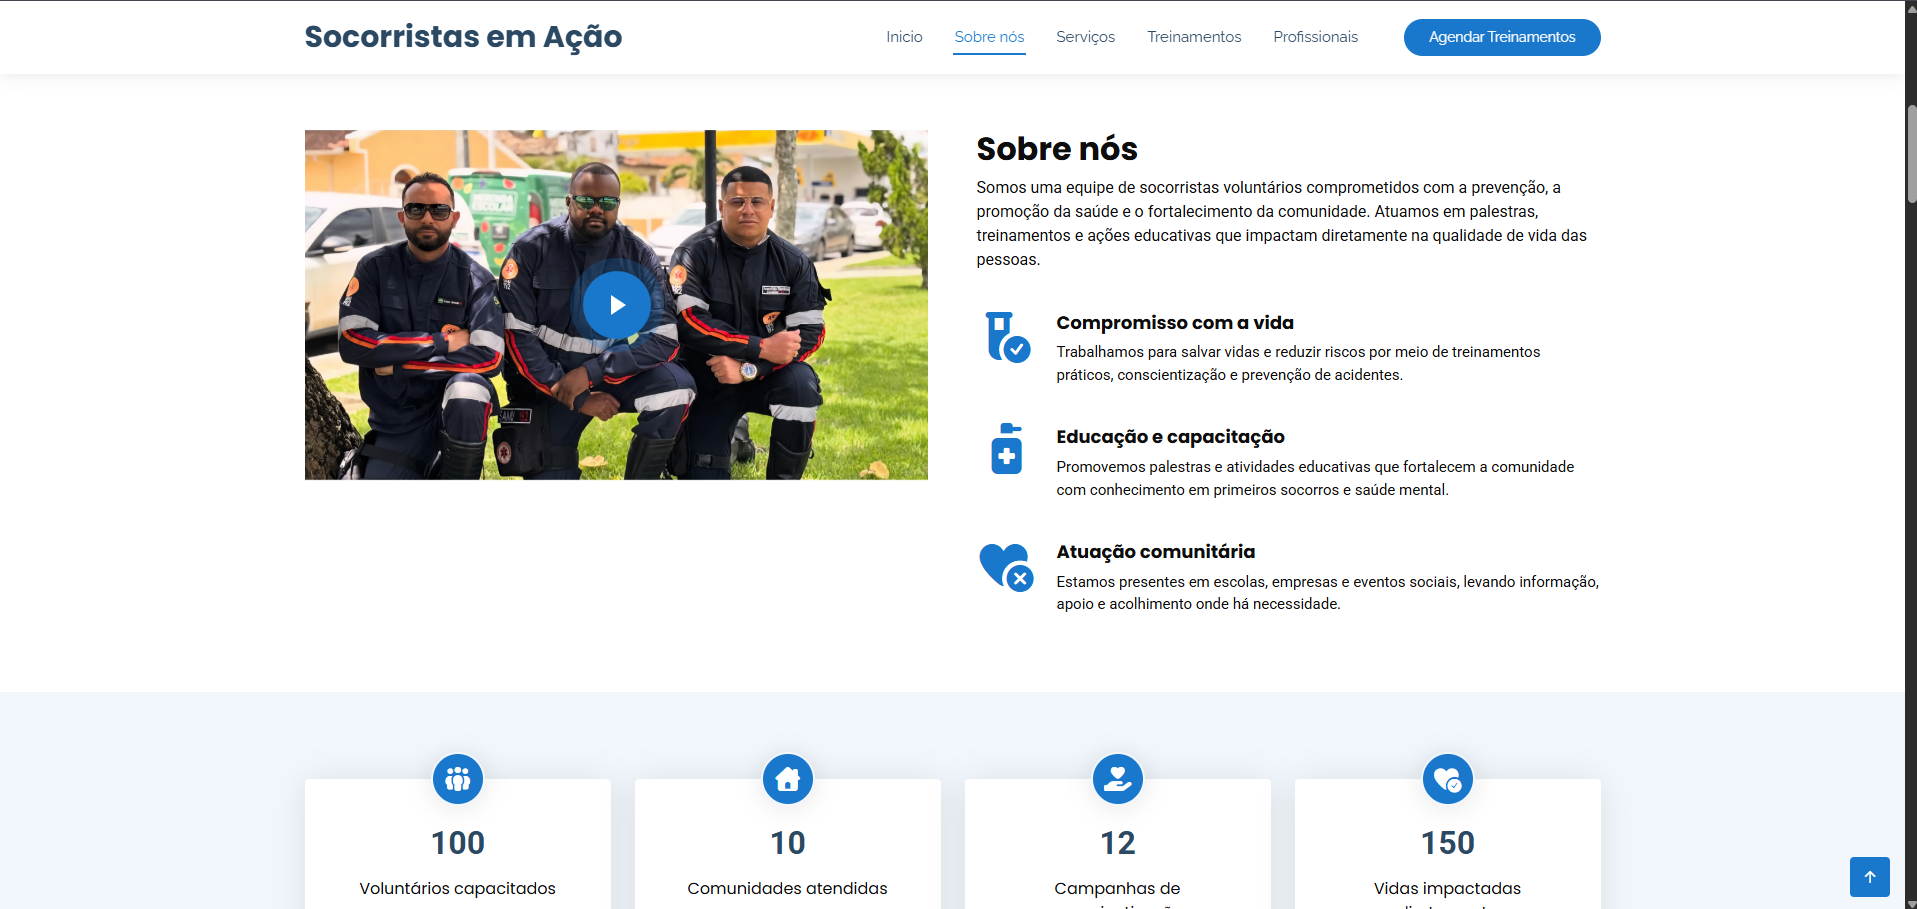 Socorristas em Ação
Inicio
Sobre nós
Serviços
Treinamentos
Profissionais
Agendar Treinamentos
Sobre nós
Somos uma equipe de socorristas voluntários comprometidos com a prevenção, a
promoção da saúde e o fortalecimento da comunidade. Atuamos em palestras,
treinamentos e ações educativas que impactam diretamente na qualidade de vida das
pessoas.
Compromisso com a vida
Trabalhamos para salvar vidas e reduzir riscos por meio de treinamentos
práticos, conscientização e prevenção de acidentes.
Educação e capacitação
Promovemos palestras e atividades educativas que fortalecem a comunidade
com conhecimento em primeiros socorros e saúde mental.
Atuação comunitária
Estamos presentes em escolas, empresas e eventos sociais, levando informação,
apoio e acolhimento onde há necessidade.
100
Voluntários capacitados
10
Comunidades atendidas
12
Campanhas de
150
Vidas impactadas